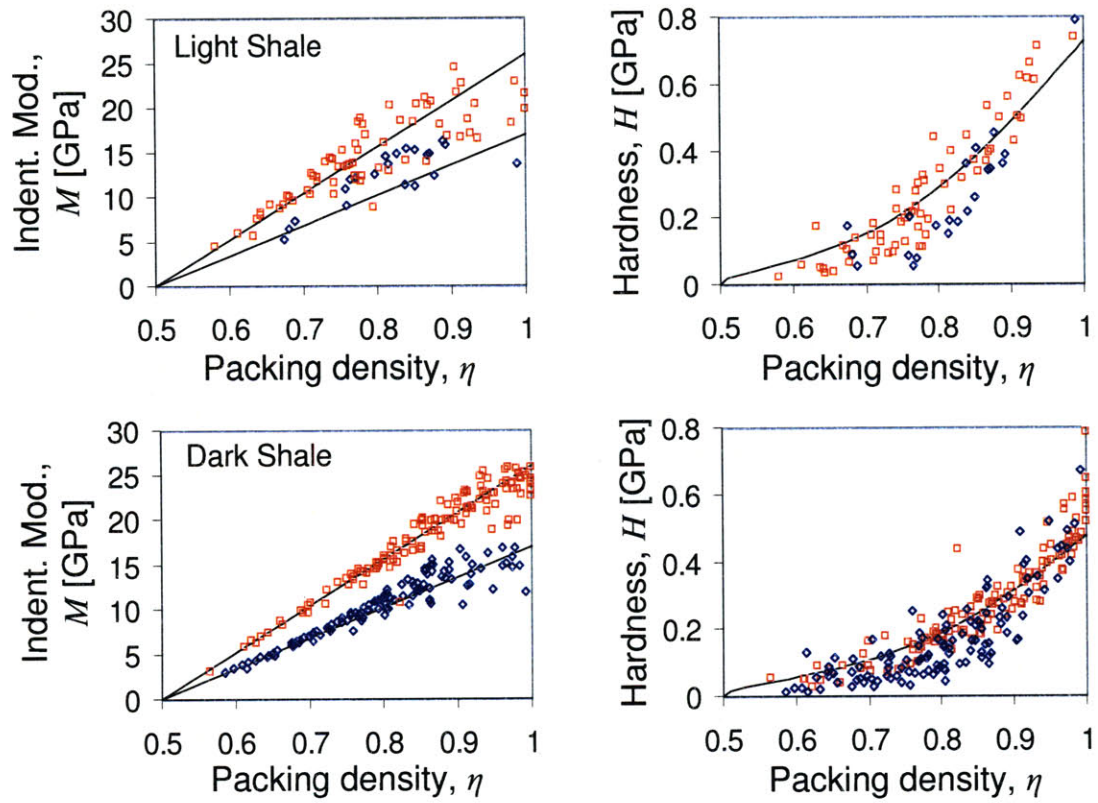 Light Shale
Indent. Mod.,
M [GPa]
30
25
20
15
10
5
0
0.5 0.6 0.7 0.8 0.9 1
Packing density, η
Hardness, H [GPa]
0.8
0.6
0.4
0.2
0
0.5 0.6 0.7 0.8 0.9 1
Packing density, η
Dark Shale
Indent. Mod.,
M [GPa]
30
25
20
15
10
5
0
0.5 0.6 0.7 0.8 0.9 1
Packing density, η
Hardness, H [GPa]
0.8
0.6
0.4
0.2
0
0.5 0.6 0.7 0.8 0.9 1
Packing density, η